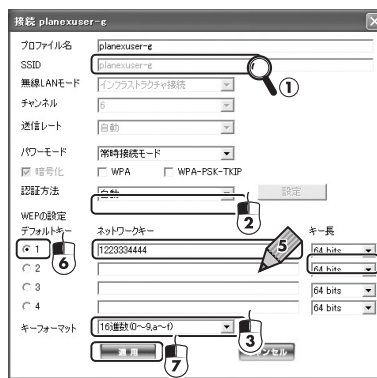 接続 planexuser-g
プロファイル名 planexuser-g
SSID planexuser-g
①
無線LANモード インフラストラクチャ接続
チャンネル 6
送信レート 自動
パワーモード 常時接続モード
暗号化 WPA WPA-PSK-TKIP
認証方法 自動 設定
②
WEPの設定
デフォルトキー ネットワークキー キー長
1 1223334444 64 bits
⑤
⑥
2 64 bits
3 64 bits
4 64 bits
キーフォーマット 16進数(0~9,a~f)
③
適用
⑦